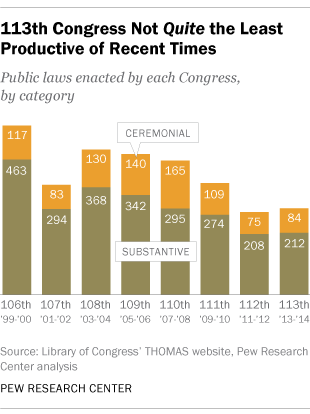 113th Congress Not Quite the Least
Productive of Recent Times
Public laws enacted by each Congress,
by category
CEREMONIAL
117
463
83
294
130
368
140
342
165
295
109
274
75
208
84
212
SUBSTANTIVE
106th 107th 108th 109th 110th 111th 112th 113th
'99-'00 '01-'02 '03-'04 '05-'06 '07-'08 '09-'10 '11-'12 '13-'14
Source: Library of Congress' THOMAS website, Pew Research
Center analysis
PEW RESEARCH CENTER